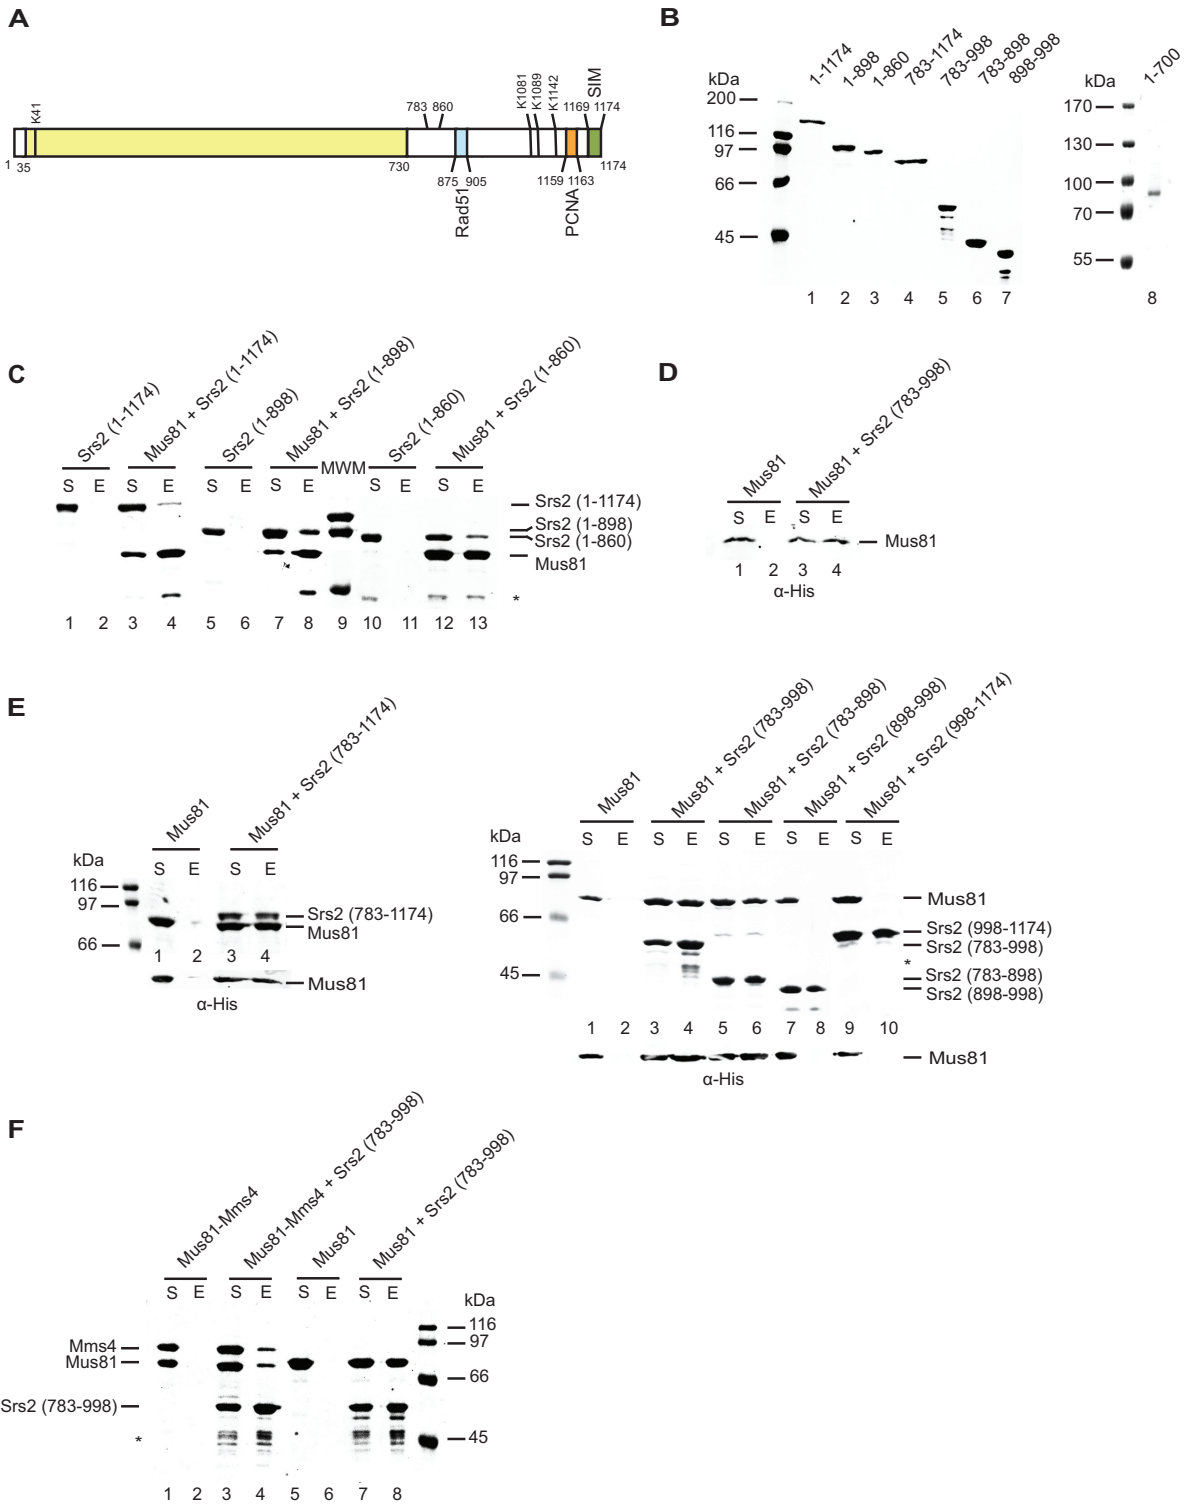 A
K41
783 860
K1081
K1089
K1142
1169
SIM
1174
1 35
730
875 905
Rad51
1159 1163
PCNA
1174
B
kDa
1-1174
1-898
1-860
783-1174
783-998
783-898
898-998
200
116
97
66
45
1 2 3 4 5 6 7
kDa
1-700
170
130
100
70
55
8
C
Srs2 (1-1174)
Mus81 + Srs2 (1-1174)
Srs2 (1-898)
Mus81 + Srs2 (1-898)
MWM
Srs2 (1-860)
Mus81 + Srs2 (1-860)
S E S E S E S E S E S E
Srs2 (1-1174)
Srs2 (1-898)
Srs2 (1-860)
Mus81
*
1 2 3 4 5 6 7 8 9 10 11 12 13
D
Mus81
Mus81 + Srs2 (783-998)
S E S E
Mus81
1 2 3 4
α-His
E
Mus81
Mus81 + Srs2 (783-1174)
kDa
S E S E
116
97
66
Srs2 (783-1174)
Mus81
1 2 3 4
Mus81
α-His
Mus81
Mus81 + Srs2 (783-998)
Mus81 + Srs2 (783-898)
Mus81 + Srs2 (898-998)
Mus81 + Srs2 (998-1174)
kDa
S E S E S E S E S E
116
97
66
45
Mus81
Srs2 (998-1174)
Srs2 (783-998)
*
Srs2 (783-898)
Srs2 (898-998)
1 2 3 4 5 6 7 8 9 10
Mus81
α-His
F
Mus81-Mms4
Mus81-Mms4 + Srs2 (783-998)
Mus81
Mus81 + Srs2 (783-998)
S E S E S E S E
kDa
116
97
66
45
Mms4
Mus81
Srs2 (783-998)
*
1 2 3 4 5 6 7 8